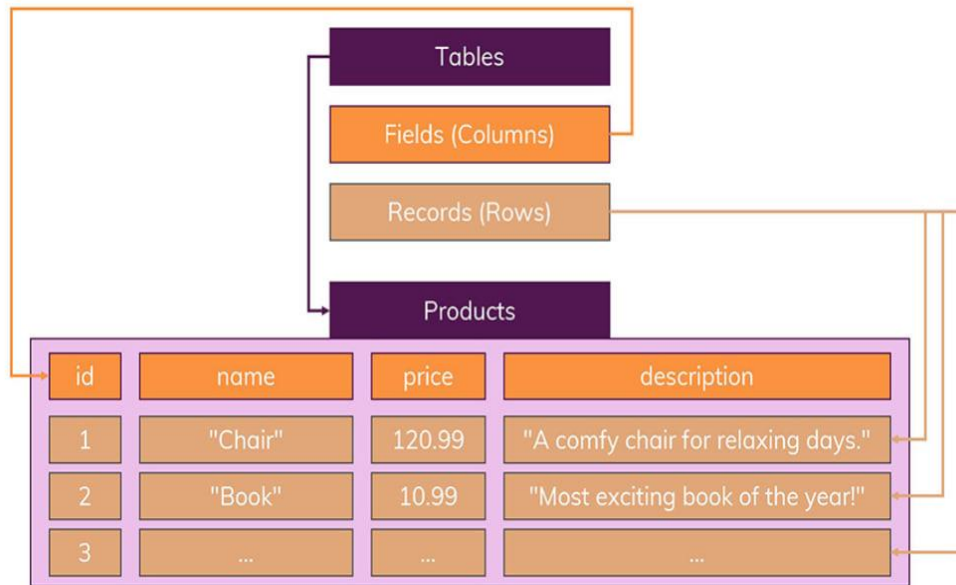 Tables
Fields (Columns)
Records (Rows)
Products
id name price description
1 "Chair" 120.99 "A comfy chair for relaxing days."
2 "Book" 10.99 "Most exciting book of the year!"
3 ... ... ...